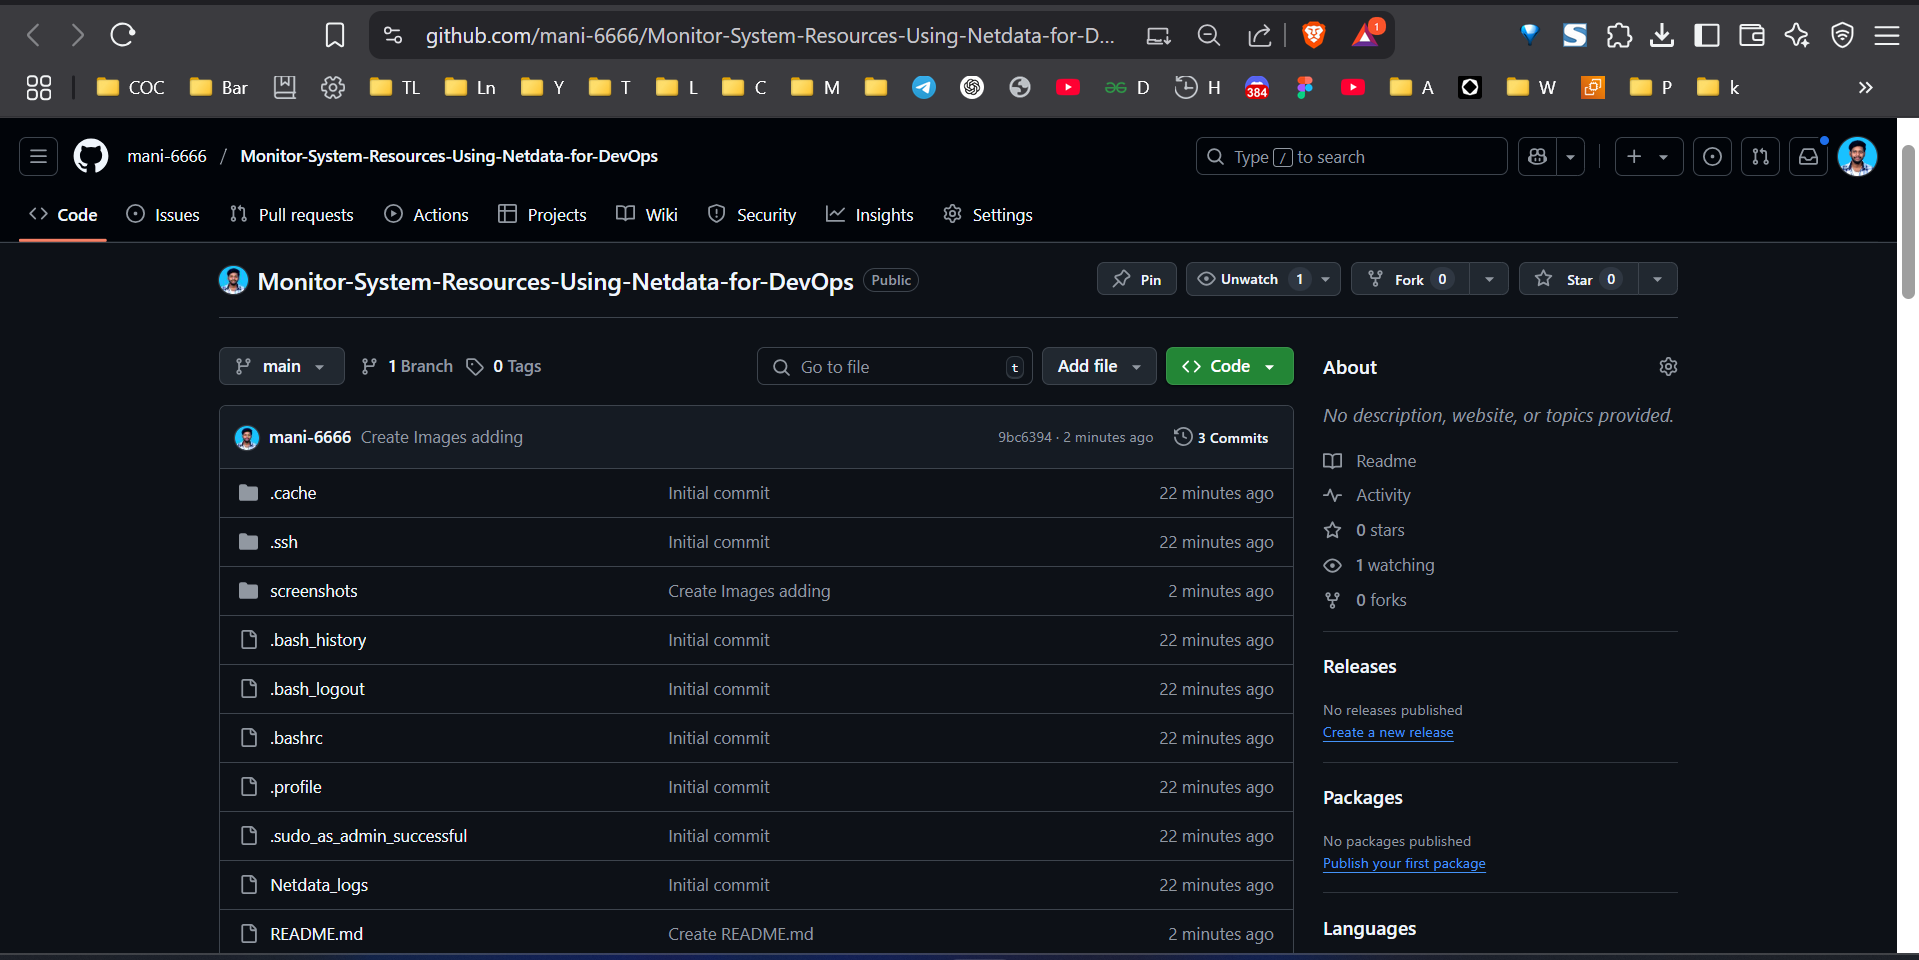 github.com/mani-6666/Monitor-System-Resources-Using-Netdata-for-D...
1
COC
Bar
TL
Ln
Y
T
L
C
M
D
H
384
A
W
P
k
mani-6666 / Monitor-System-Resources-Using-Netdata-for-DevOps
Type / to search
Code
Issues
Pull requests
Actions
Projects
Wiki
Security
Insights
Settings
Monitor-System-Resources-Using-Netdata-for-DevOps
Public
Pin
Unwatch 1
Fork 0
Star 0
main
1 Branch
0 Tags
Go to file
t
Add file
Code
mani-6666 Create Images adding 9bc6394 · 2 minutes ago 3 Commits
.cache Initial commit 22 minutes ago
.ssh Initial commit 22 minutes ago
screenshots Create Images adding 2 minutes ago
.bash_history Initial commit 22 minutes ago
.bash_logout Initial commit 22 minutes ago
.bashrc Initial commit 22 minutes ago
.profile Initial commit 22 minutes ago
.sudo_as_admin_successful Initial commit 22 minutes ago
Netdata_logs Initial commit 22 minutes ago
README.md Create README.md 2 minutes ago
About
No description, website, or topics provided.
Readme
Activity
0 stars
1 watching
0 forks
Releases
No releases published
Create a new release
Packages
No packages published
Publish your first package
Languages